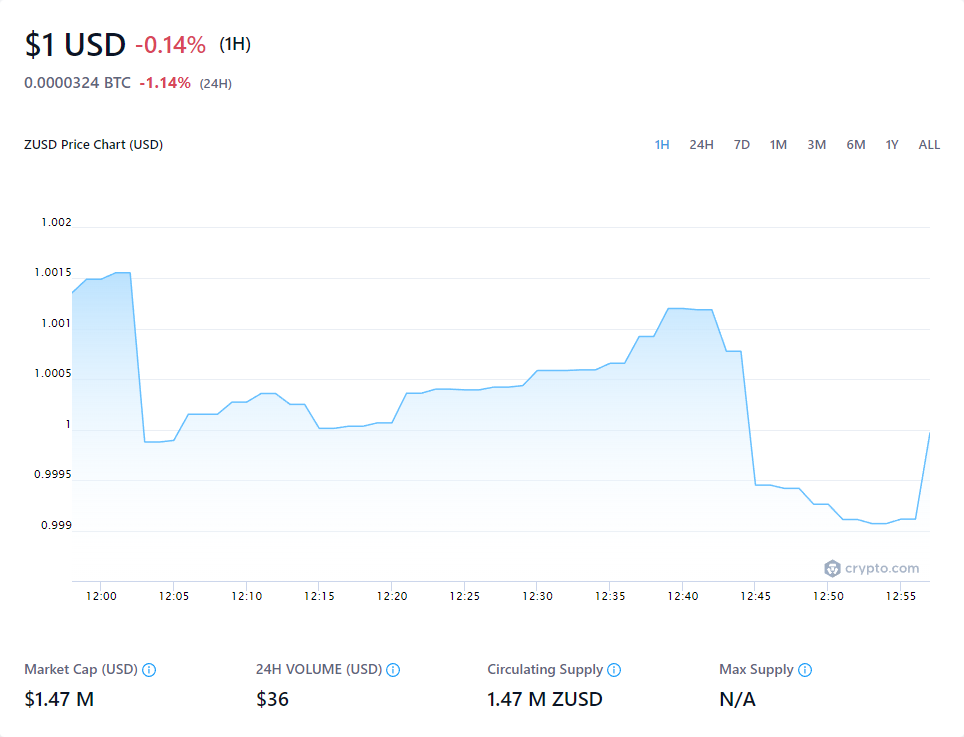 $1 USD -0.14% (1H)
0.0000324 BTC -1.14% (24H)
ZUSD Price Chart (USD) 1H 24H 7D 1M 3M 6M 1Y ALL
1.002
1.0015
1.001
1.0005
1
0.9995
0.999
crypto.com
12:00 12:05 12:10 12:15 12:20 12:25 12:30 12:35 12:40 12:45 12:50 12:55
Market Cap (USD) 24H VOLUME (USD) Circulating Supply Max Supply
$1.47 M $36 1.47 M ZUSD N/A